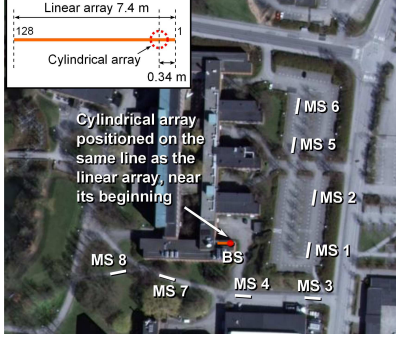 Linear array 7.4 m
128
1
Cylindrical array
0.34 m
Cylindrical array
positioned on the
same line as the
linear array, near
its beginning
MS 6
MS 5
MS 2
MS 1
BS
MS 8
MS 7
MS 4
MS 3